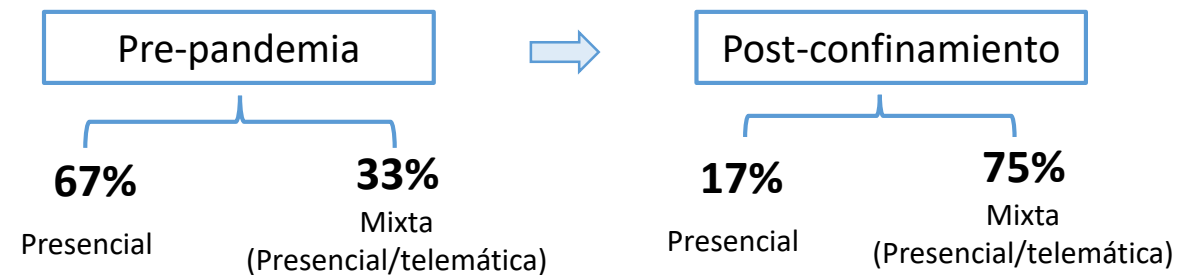 Pre-pandemia
Post-confinamiento
67%
Presencial
33%
Mixta
(Presencial/telemática)
17%
Presencial
75%
Mixta
(Presencial/telemática)